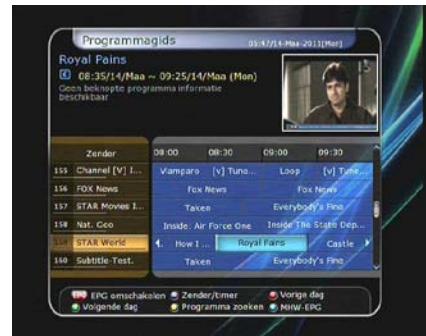 Programmagids
05:47/14-Maa-2011[Mon]
Royal Pains
08:35/14/Maa ~ 09:25/14/Maa (Mon)
Geen beknopte programma informatie
beschikbaar
Zender 08:00 08:30 09:00 09:30
155 Channel [V] I... Vamparo [v] Tune... Loop [v] Tune...
156 FOX News Fox News Fox News
157 STAR Movies I... Taken Everybody's Fine
158 Nat. Geo Inside: Air Force One Inside The State Dep...
159 STAR World How I ... Royal Pains Castle
160 Subtitle-Test. Taken Everybody's Fine
EPG omschakelen Zender/timer Vorige dag
Volgende dag Programma zoeken MHW-EPG